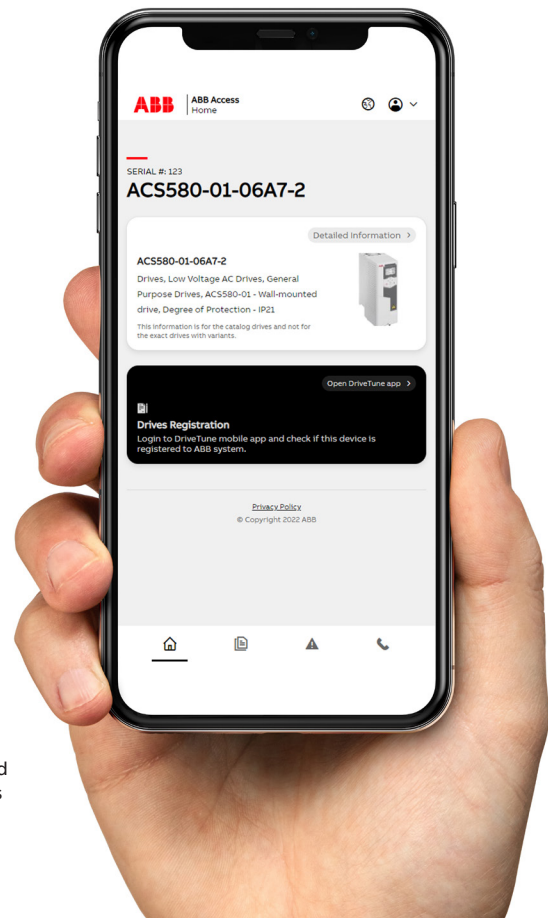 ABB
ABB Access
Home
SERIAL #: 123
ACS580-01-06A7-2
Detailed Information >
ACS580-01-06A7-2
Drives, Low Voltage AC Drives, General
Purpose Drives, ACS580-01 - Wall-mounted
drive, Degree of Protection - IP21
This information is for the catalog drives and not for
the exact drives with variants.
Open DriveTune app >
Drives Registration
Login to DriveTune mobile app and check if this device is
registered to ABB system.
Privacy Policy
© Copyright 2022 ABB